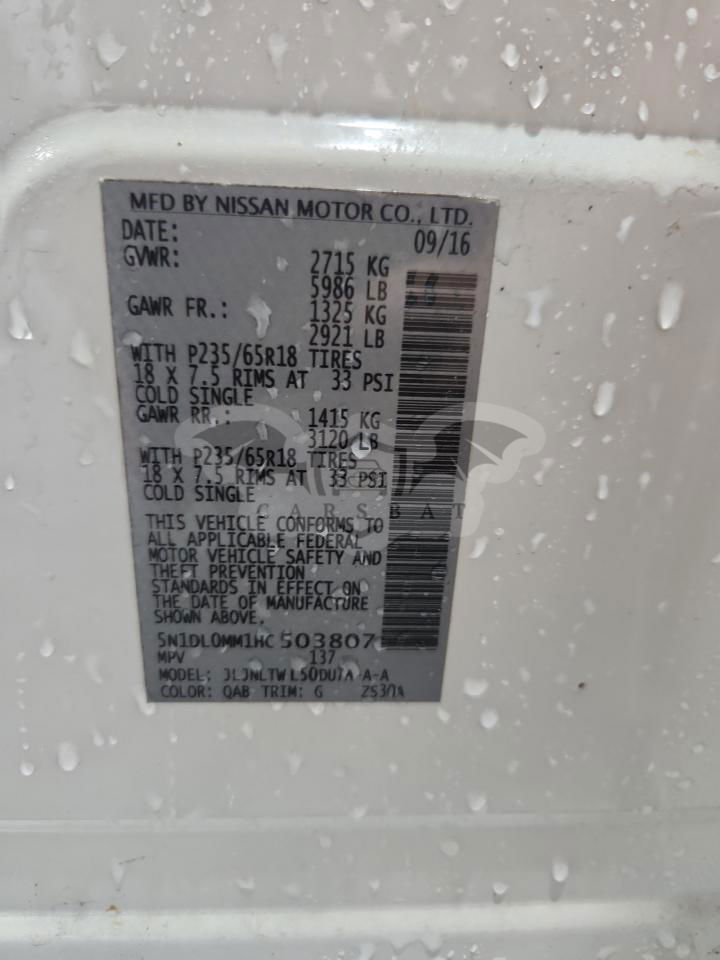 MFD BY NISSAN MOTOR CO., LTD.
DATE: 09/16
GVWR: 2715 KG
5986 LB
GAWR FR.: 1325 KG
2921 LB
WITH P235/65R18 TIRES
18 X 7.5 RIMS AT 33 PSI
COLD SINGLE
GAWR RR.: 1415 KG
3120 LB
WITH P235/65R18 TIRES
18 X 7.5 RIMS AT 33 PSI
COLD SINGLE
CARSBAT
THIS VEHICLE CONFORMS TO
ALL APPLICABLE FEDERAL
MOTOR VEHICLE SAFETY AND
THEFT PREVENTION
STANDARDS IN EFFECT ON
THE DATE OF MANUFACTURE
SHOWN ABOVE.
5N1DL0MM1HC 503807
MPV 137
MODEL:
COLOR: QAB TRIM: G